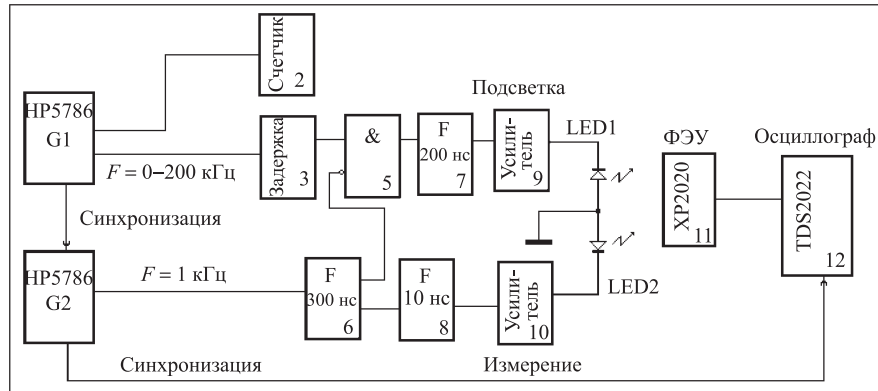 Счетчик
2
HP5786
G1
F = 0–200 кГц
Задержка
3
&
5
F
200 нс
7
Подсветка
Усили-
тель
9
LED1
ФЭУ
XP2020
11
Осциллограф
TDS2022
12
Синхронизация
HP5786
G2
F = 1 кГц
F
300 нс
6
F
10 нс
8
Усили-
тель
10
LED2
Синхронизация
Измерение